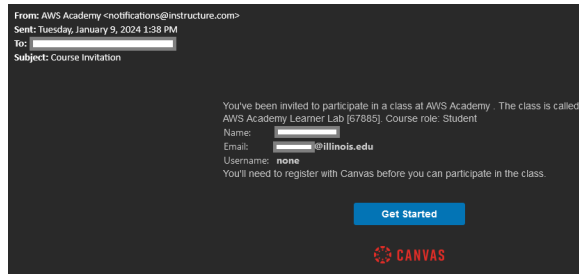 From: AWS Academy <notifications@instructure.com>
Sent: Tuesday, January 9, 2024 1:38 PM
To:
Subject: Course Invitation
You've been invited to participate in a class at AWS Academy . The class is called
AWS Academy Learner Lab [67885]. Course role: Student
Name:
Email: @illinois.edu
Username: none
You'll need to register with Canvas before you can participate in the class.
Get Started
CANVAS